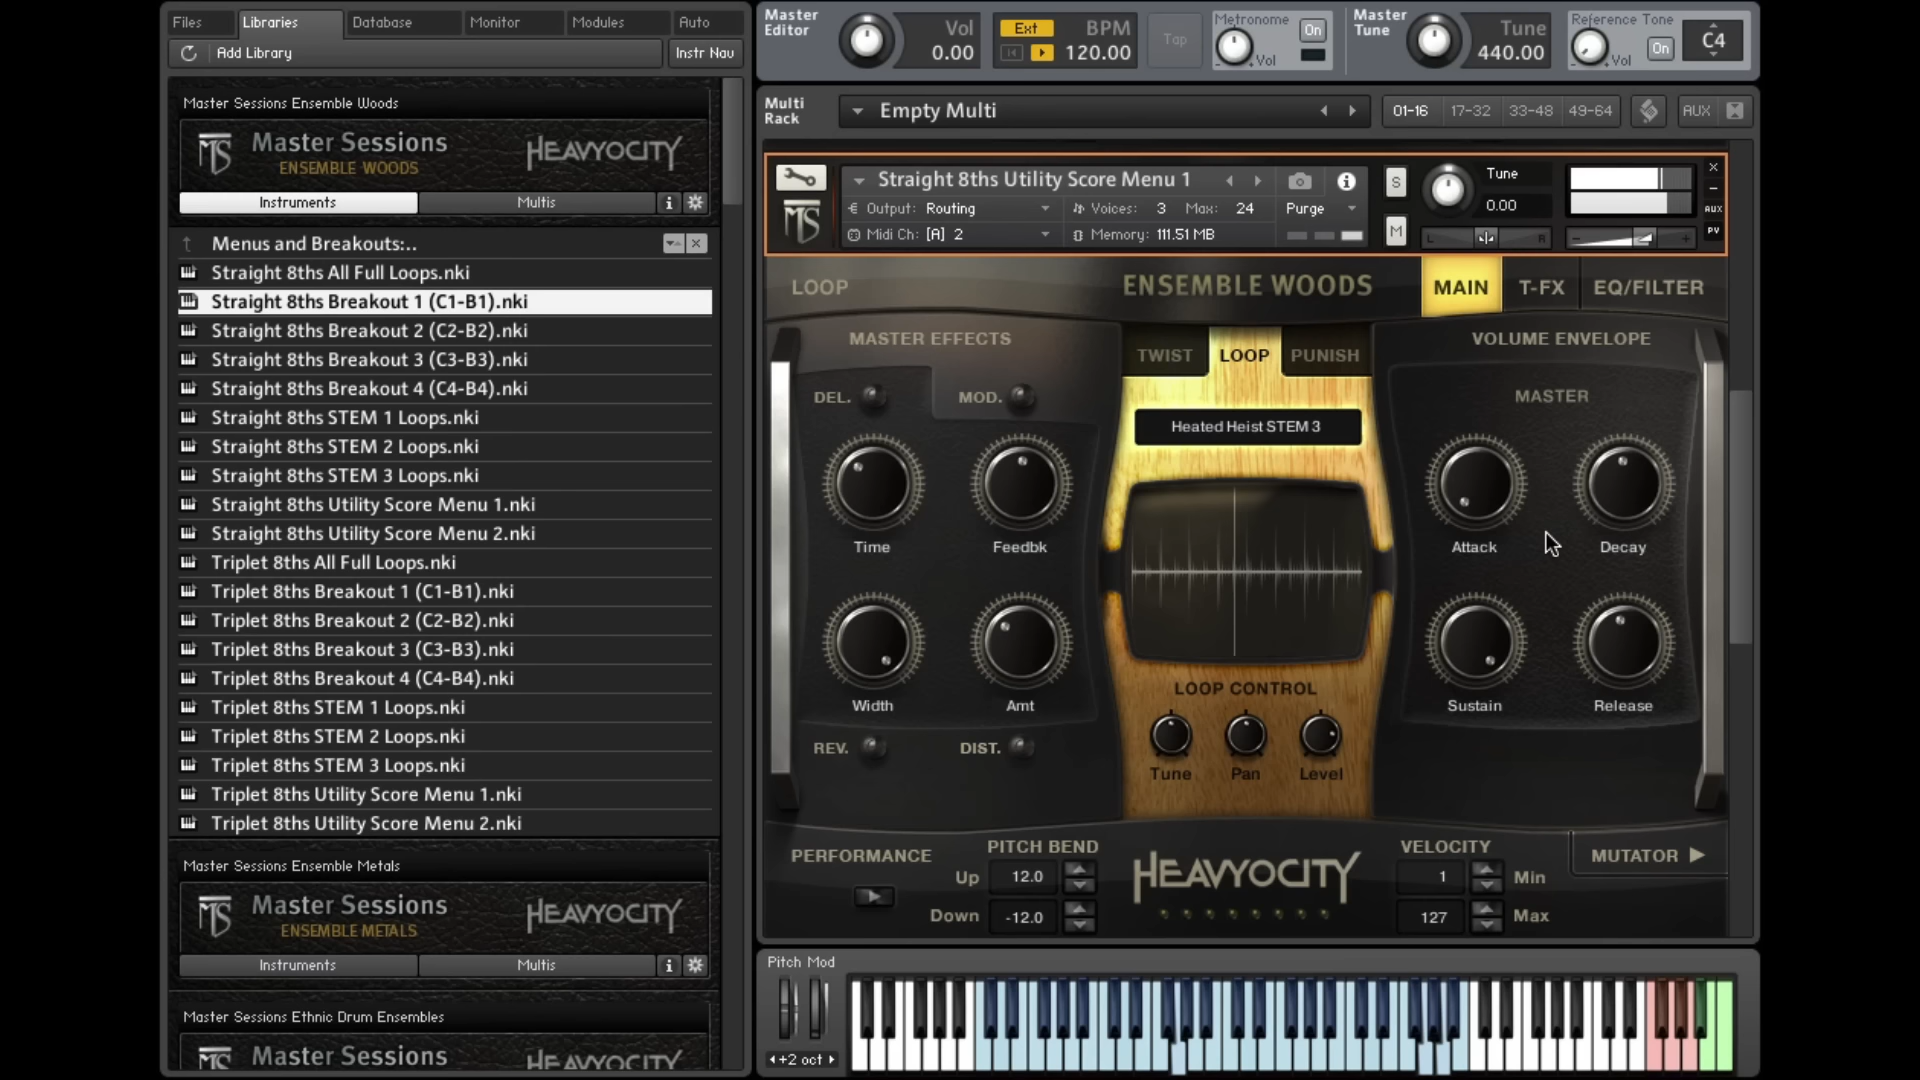 Files
Libraries
Database
Monitor
Modules
Auto
Add Library
Instr Nav
Master Sessions Ensemble Woods
MS Master Sessions HEAVYOCITY
ENSEMBLE WOODS
Instruments
Multis
i
Menus and Breakouts:..
Straight 8ths All Full Loops.nki
Straight 8ths Breakout 1 (C1-B1).nki
Straight 8ths Breakout 2 (C2-B2).nki
Straight 8ths Breakout 3 (C3-B3).nki
Straight 8ths Breakout 4 (C4-B4).nki
Straight 8ths STEM 1 Loops.nki
Straight 8ths STEM 2 Loops.nki
Straight 8ths STEM 3 Loops.nki
Straight 8ths Utility Score Menu 1.nki
Straight 8ths Utility Score Menu 2.nki
Triplet 8ths All Full Loops.nki
Triplet 8ths Breakout 1 (C1-B1).nki
Triplet 8ths Breakout 2 (C2-B2).nki
Triplet 8ths Breakout 3 (C3-B3).nki
Triplet 8ths Breakout 4 (C4-B4).nki
Triplet 8ths STEM 1 Loops.nki
Triplet 8ths STEM 2 Loops.nki
Triplet 8ths STEM 3 Loops.nki
Triplet 8ths Utility Score Menu 1.nki
Triplet 8ths Utility Score Menu 2.nki
Master Sessions Ensemble Metals
MS Master Sessions HEAVYOCITY
ENSEMBLE METALS
Instruments
Multis
i
Master Sessions Ethnic Drum Ensembles
MS Master Sessions HEAVYOCITY
Master
Editor
Vol
0.00
Ext
BPM
120.00
Tap
Metronome
On
Vol
Master
Tune
Tune
440.00
Reference Tone
Vol
On
C4
Multi
Rack
Empty Multi
01-16
17-32
33-48
49-64
AUX
Straight 8ths Utility Score Menu 1
i
Output: Routing
Voices: 3 Max: 24
Purge
Midi Ch: [A] 2
Memory: 111.51 MB
MS
S
M
Tune
0.00
L
R
AUX
PV
LOOP
ENSEMBLE WOODS
MAIN
T-FX
EQ/FILTER
MASTER EFFECTS
DEL.
MOD.
Time
Feedbk
Width
Amt
REV.
DIST.
TWIST
LOOP
PUNISH
Heated Heist STEM 3
LOOP CONTROL
Tune
Pan
Level
VOLUME ENVELOPE
MASTER
Attack
Decay
Sustain
Release
PERFORMANCE
PITCH BEND
Up 12.0
Down -12.0
HEAVYOCITY
VELOCITY
1 Min
127 Max
MUTATOR
Pitch Mod
+2 oct